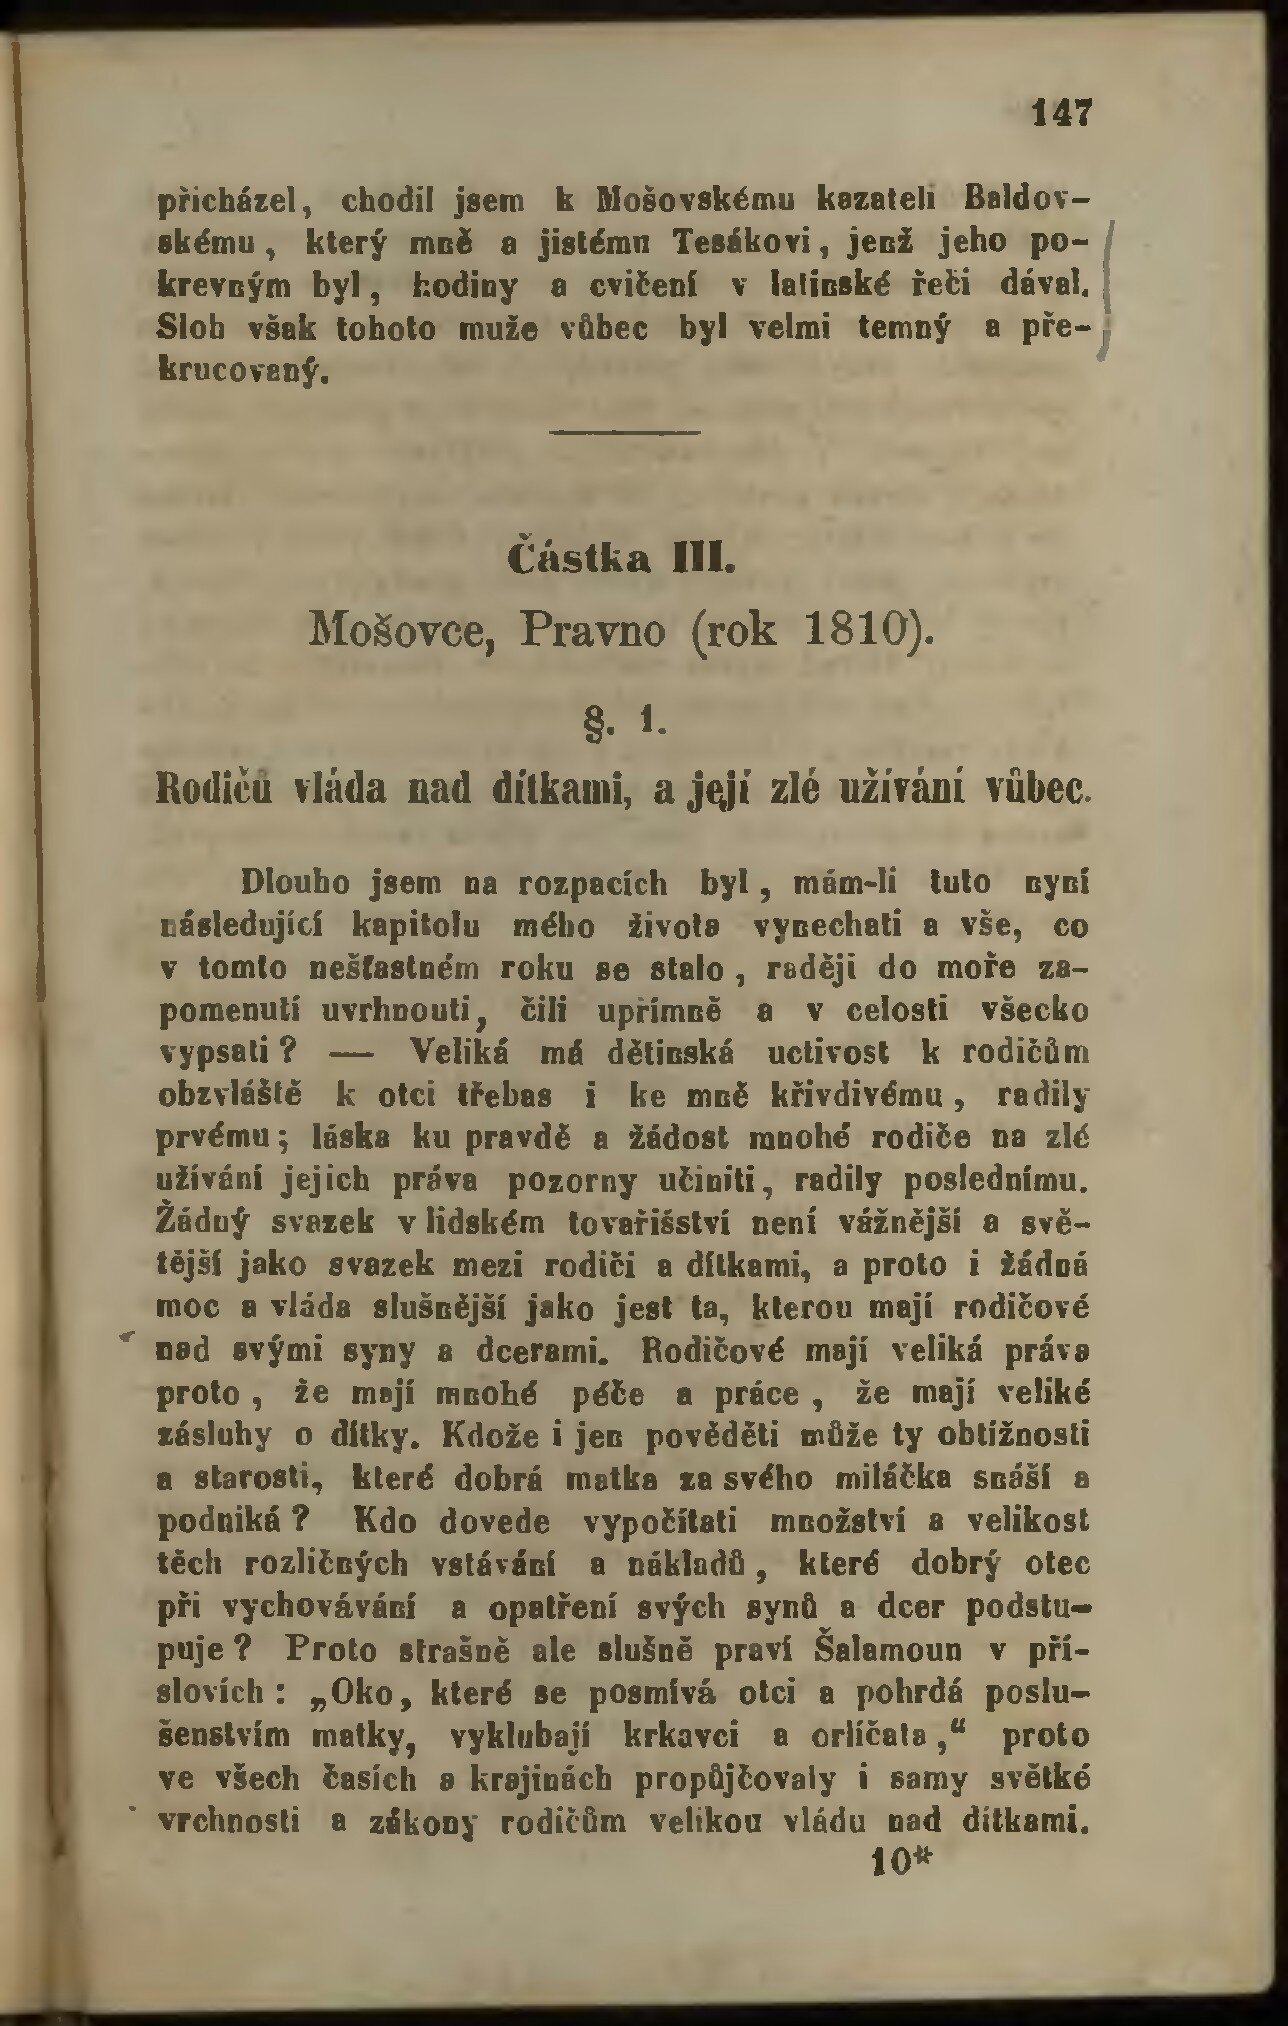 147
přicházel, chodil jsem k Mošovskému kazateli Baldov-
skému, který mně a jistému Tesákovi, jenž jeho po-
krevným byl, hodiny a cvičení v latinské řeči dával.
Sloh však tohoto muže vůbec byl velmi temný a pře-
krucovaný.
Částka III.
Mošovce, Pravno (rok 1810).
§. 1.
Rodičů vláda nad dítkami, a její zlé užívání vůbec.
Dlouho jsem na rozpacích byl, mám-li tuto nyní
následující kapitolu mého života vynechati a vše, co
v tomto nešťastném roku se stalo, raději do moře za-
pomenutí uvrhnouti, čili upřímně a v celosti všecko
vypsati? — Veliká má dětinská uctivost k rodičům
obzvláště k otci třebas i ke mně křivdivému, radily
prvému; láska ku pravdě a žádost mnohé rodiče na zlé
užívání jejich práva pozorny učiniti, radily poslednímu.
Žádný svazek v lidském tovařišství není vážnější a svě-
tější jako svazek mezi rodiči a dítkami, a proto i žádná
moc a vláda slušnější jako jest ta, kterou mají rodičové
nad svými syny a dcerami. Rodičové mají veliká práva
proto, že mají mnohé péče a práce, že mají veliké
zásluhy o dítky. Kdože i jen pověděti může ty obtížnosti
a starosti, které dobrá matka za svého miláčka snáší a
podniká? Kdo dovede vypočítati množství a velikost
těch rozličných vstávání a nákladů, které dobrý otec
při vychovávání a opatření svých synů a dcer podstu-
puje? Proto strašně ale slušně praví Šalamoun v pří-
slovích: „Oko, které se posmívá otci a pohrdá poslu-
šenstvím matky, vyklubají krkavci a orlíčata,“ proto
ve všech časích a krajinách propůjčovaly i samy světké
vrchnosti a zákony rodičům velikou vládu nad dítkami.
10*